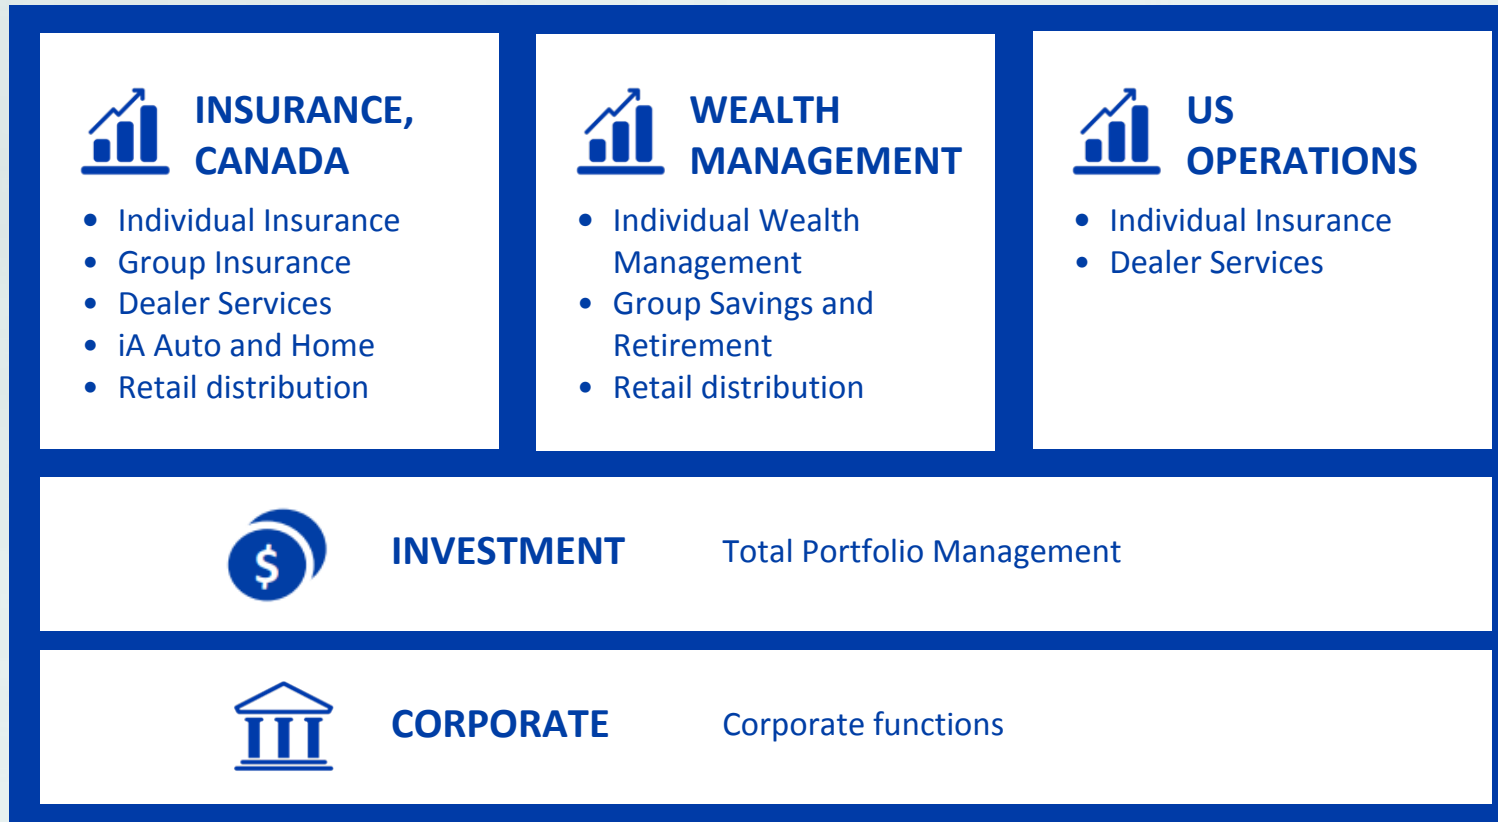 INSURANCE,
CANADA
• Individual Insurance
• Group Insurance
• Dealer Services
• iA Auto and Home
• Retail distribution
WEALTH
MANAGEMENT
• Individual Wealth
Management
• Group Savings and
Retirement
• Retail distribution
US
OPERATIONS
• Individual Insurance
• Dealer Services
$
INVESTMENT
Total Portfolio Management
CORPORATE
Corporate functions